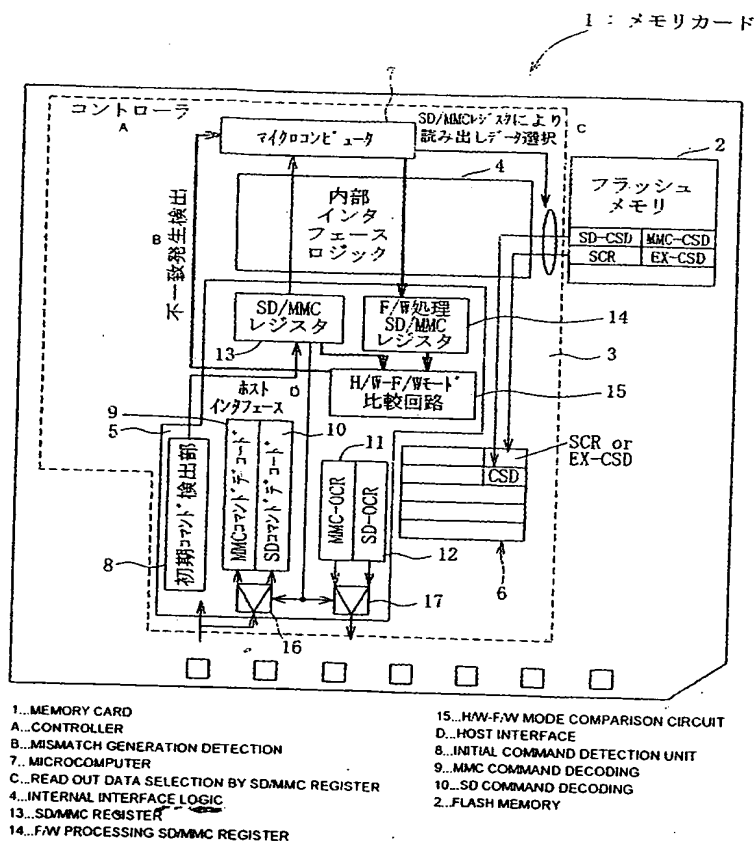 1 : メモリカード
7
コントローラ
A
マイクロコンピュータ
SD/MMCレジスタにより
読み出しデータ選択
C
2
4
内部
インタ
フェース
ロジック
フラッシュ
メモリ
SD-CSD
MMC-CSD
SCR
EX-CSD
B
不一致発生検出
SD/MMC
レジスタ
13
F/W処理
SD/MMC
レジスタ
14
3
H/W-F/Wモード
比較回路
15
D
ホスト
インタフェース
5
9
10
11
初期コマンド検出部
8
MMCコマンドデコード
SDコマンドデコード
MMC-OCR
SD-OCR
12
SCR or
EX-CSD
CSD
6
16
17
1...MEMORY CARD
A...CONTROLLER
B...MISMATCH GENERATION DETECTION
7.. MICROCOMPUTER
C...READ OUT DATA SELECTION BY SD/MMC REGISTER
4...INTERNAL INTERFACE LOGIC
13...SD/MMC REGISTER
14...F/W PROCESSING SD/MMC REGISTER
15...H/W-F/W MODE COMPARISON CIRCUIT
D...HOST INTERFACE
8...INITIAL COMMAND DETECTION UNIT
9...MMC COMMAND DECODING
10...SD COMMAND DECODING
2...FLASH MEMORY